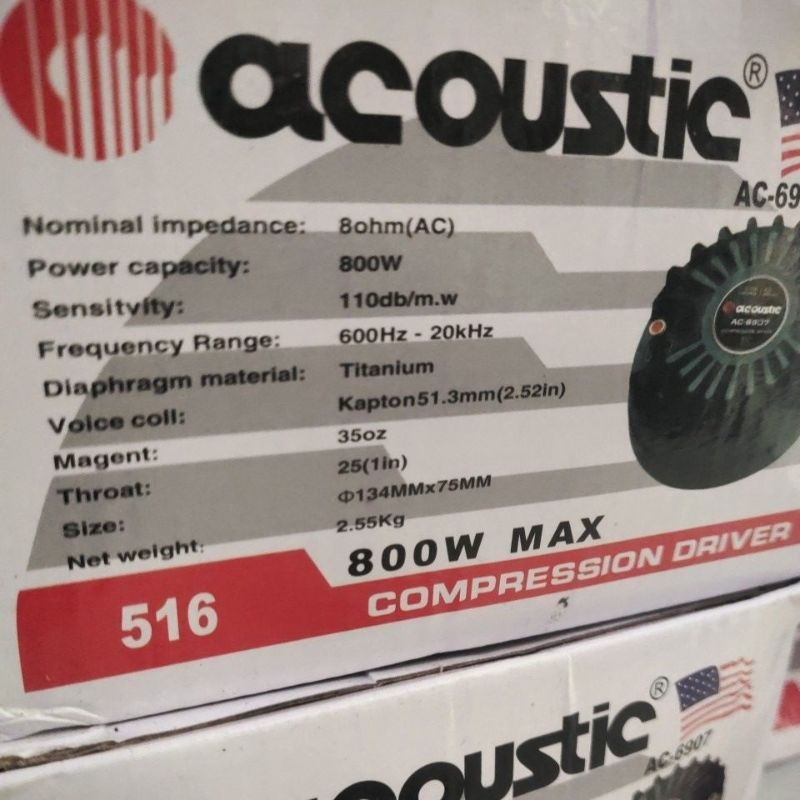 acoustic®
AC-69
Nominal impedance: 8ohm(AC)
Power capacity: 800W
Sensitvity: 110db/m.w
Frequency Range: 600Hz - 20kHz
Diaphragm material: Titanium
Voice coil: Kapton51.3mm(2.52in)
Magent: 35oz
Throat: 25(1in)
Size: Φ134MMx75MM
Net weight: 2.55Kg
acoustic
AC-6907
800W MAX
516
COMPRESSION DRIVER
acoustic®
AC-6907